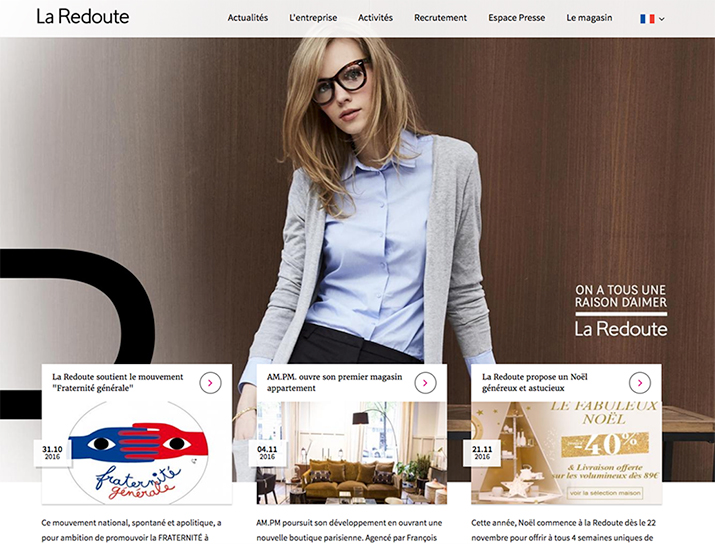 La Redoute
Actualités L'entreprise Activités Recrutement Espace Presse Le magasin
ON A TOUS UNE
RAISON D'AIMER
La Redoute
La Redoute soutient le mouvement
"Fraternité générale"
31.10
2016
fraternité
générale
Ce mouvement national, spontané et apolitique, a
pour ambition de promouvoir la FRATERNITÉ à
AM.PM. ouvre son premier magasin
appartement
04.11
2016
AM.PM poursuit son développement en ouvrant une
nouvelle boutique parisienne. Agencé par François
La Redoute propose un Noël
généreux et astucieux
21.11
2016
LE FABULEUX
NOËL
-40%
& Livraison offerte
sur les volumineux dès 89€
voir la sélection maison
Cette année, Noël commence à la Redoute dès le 22
novembre pour offrir à tous 4 semaines uniques de